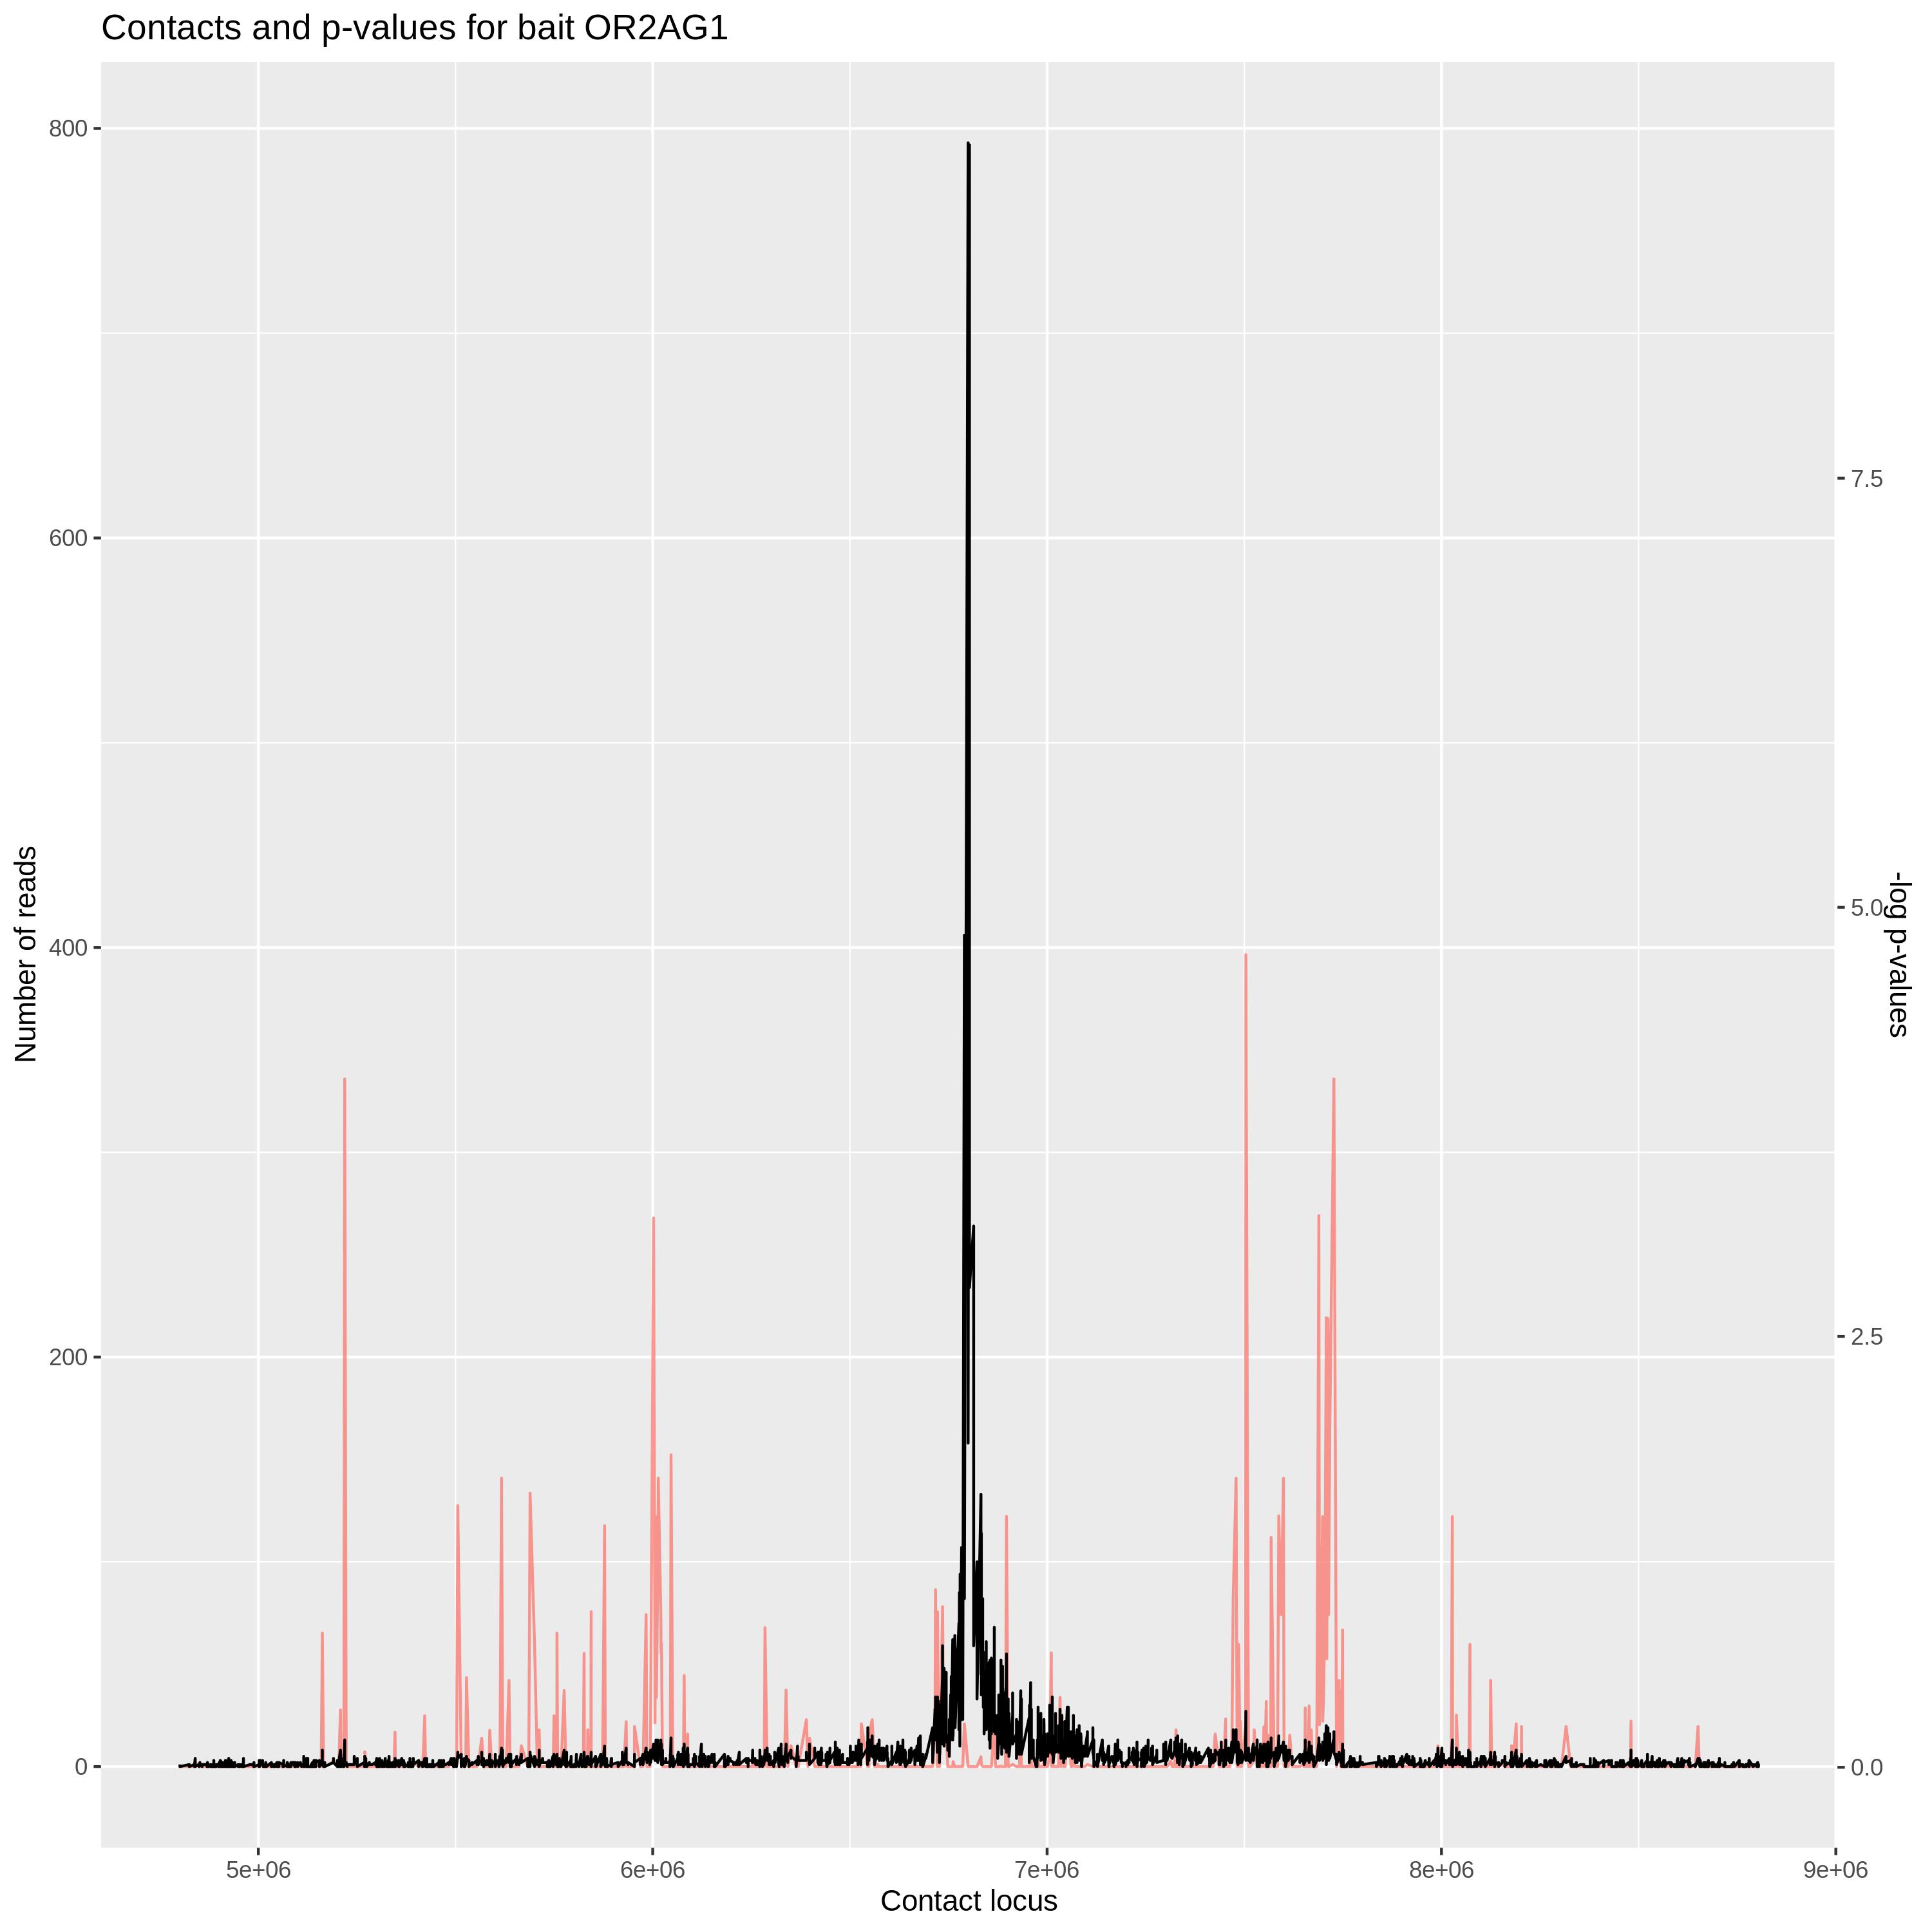 Contacts and p-values for bait OR2AG1
800
600
400
200
0
Number of reads
7.5
5.0
2.5
0.0
-log p-values
5e+06
6e+06
7e+06
8e+06
9e+06
Contact locus